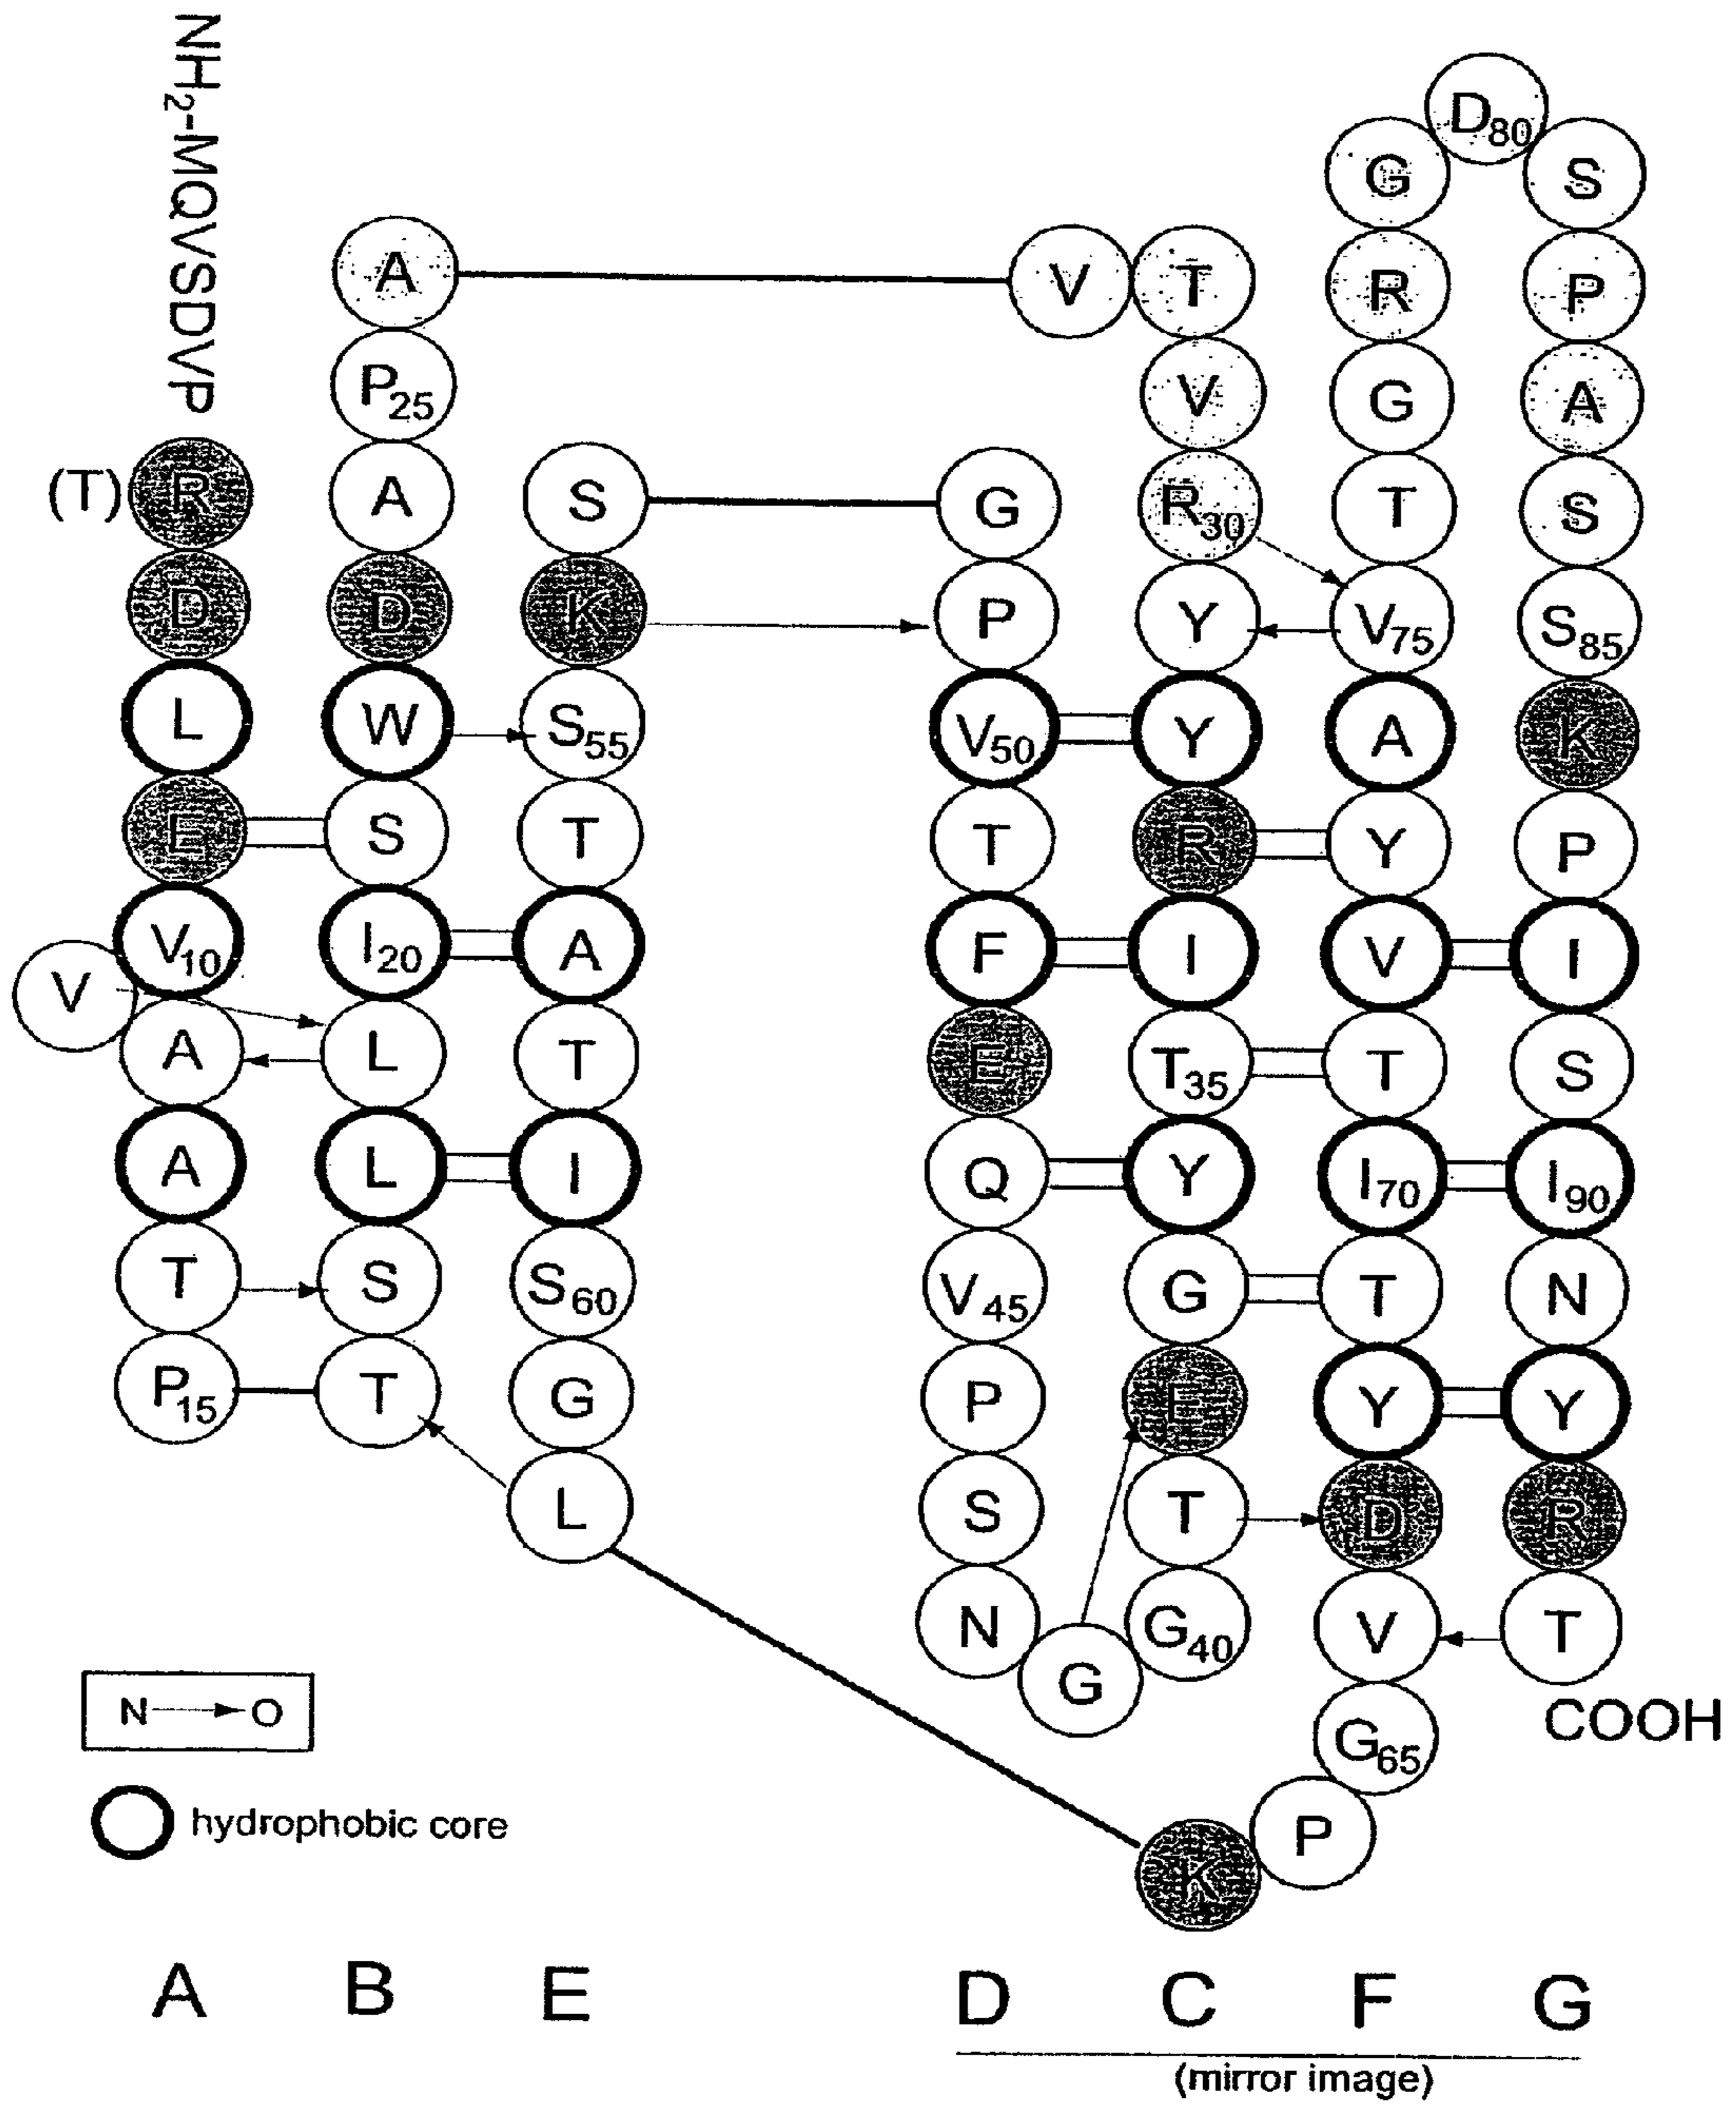 NH2-MQVSDVP
(T) R
D
L
E
V10
V
A
A
T
P15
A
P25
A
D
W
S
I20
L
L
S
T
S
K
S55
T
A
T
I
S60
G
L
G
P
V50
T
F
E
Q
V45
P
S
N
G
V T
V
R30
Y
Y
R
I
T35
Y
G
E
T
G40
K
P
D80
G
R
G
T
V75
A
Y
V
T
I70
T
Y
D
V
G65
S
P
A
S
S85
K
P
I
S
I90
N
Y
R
T
COOH
N O
hydrophobic core
A B E D C F G
(mirror image)